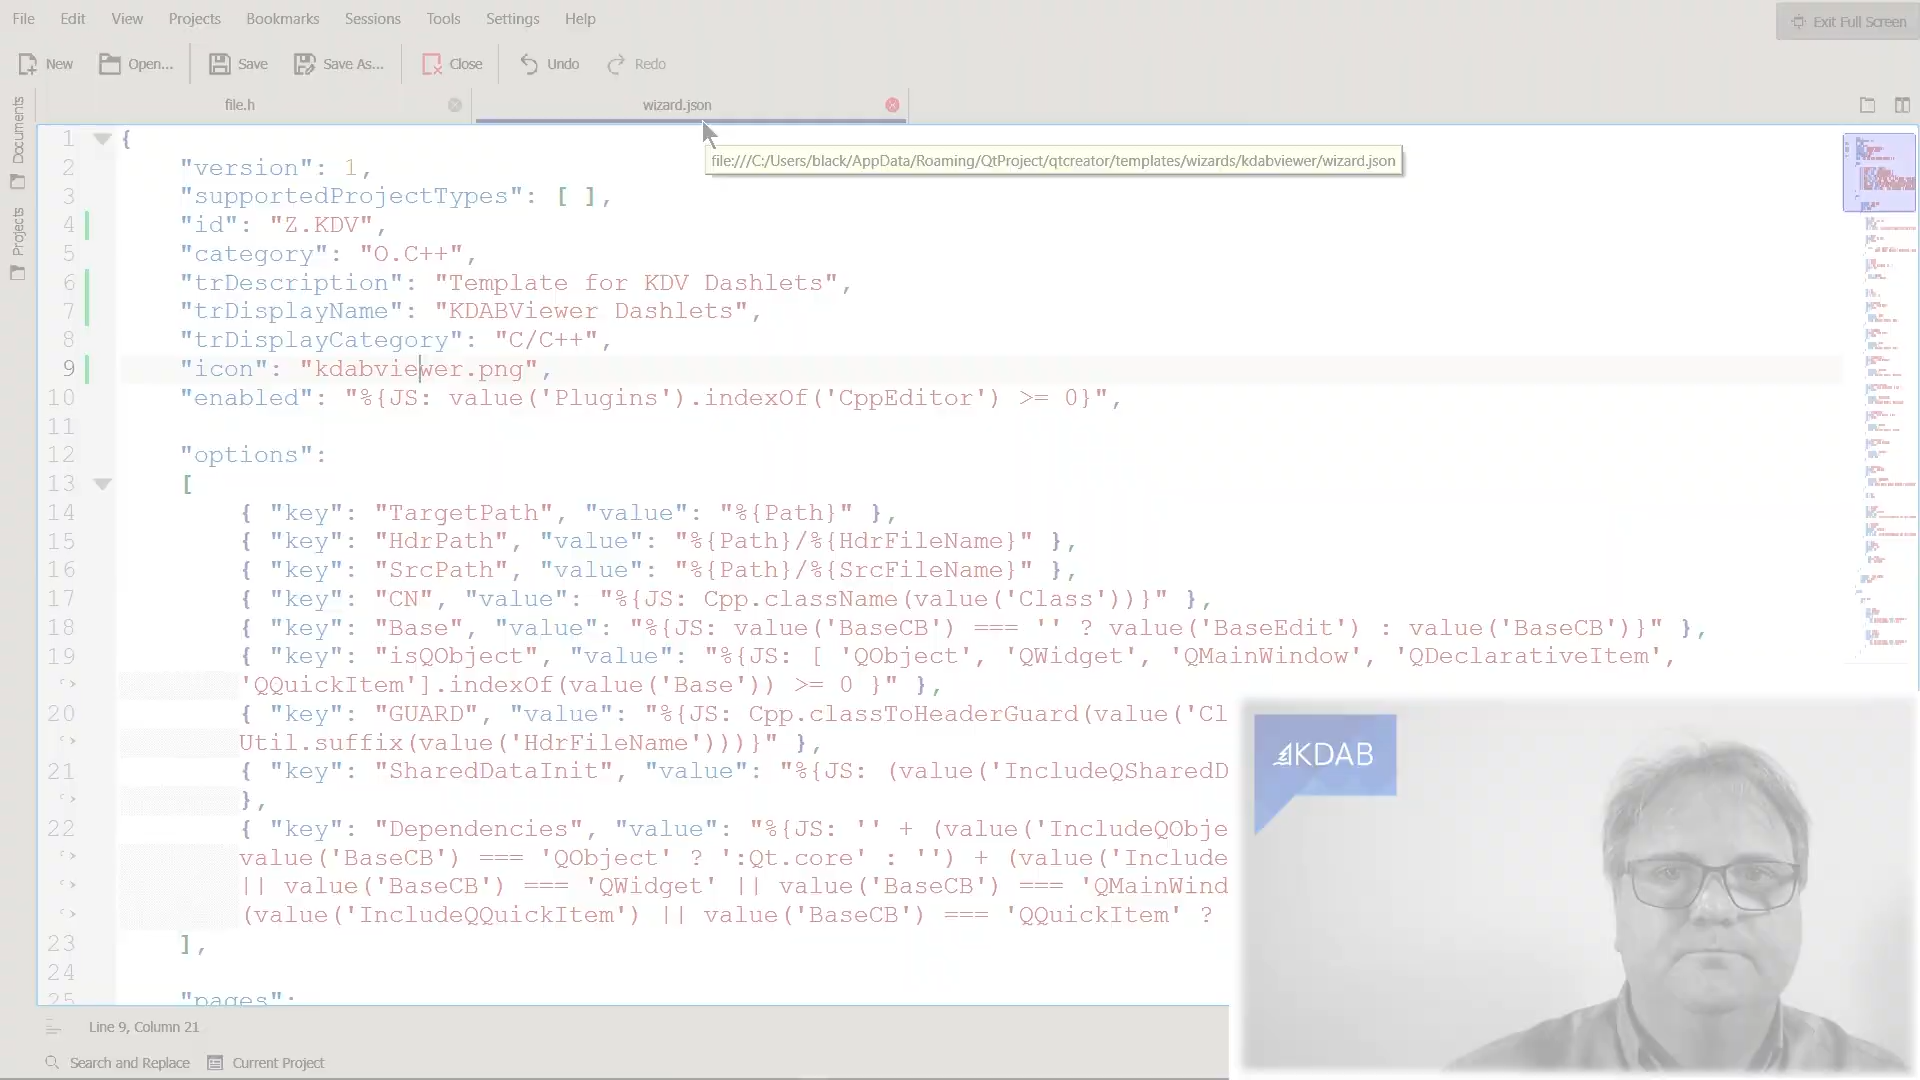 File Edit View Projects Bookmarks Sessions Tools Settings Help
Exit Full Screen
New Open... Save Save As... Close Undo Redo
file.h wizard.json
Documents
Projects
file:///C:/Users/black/AppData/Roaming/QtProject/qtcreator/templates/wizards/kdabviewer/wizard.json
1 {
2 "version": 1,
3 "supportedProjectTypes": [ ],
4 "id": "Z.KDV",
5 "category": "O.C++",
6 "trDescription": "Template for KDV Dashlets",
7 "trDisplayName": "KDABViewer Dashlets",
8 "trDisplayCategory": "C/C++",
9 "icon": "kdabviewer.png",
10 "enabled": "%{JS: value('Plugins').indexOf('CppEditor') >= 0}",
11
12 "options":
13 [
14 { "key": "TargetPath", "value": "%{Path}" },
15 { "key": "HdrPath", "value": "%{Path}/%{HdrFileName}" },
16 { "key": "SrcPath", "value": "%{Path}/%{SrcFileName}" },
17 { "key": "CN", "value": "%{JS: Cpp.className(value('Class'))}" },
18 { "key": "Base", "value": "%{JS: value('BaseCB') === '' ? value('BaseEdit') : value('BaseCB')}" },
19 { "key": "isQObject", "value": "%{JS: [ 'QObject', 'QWidget', 'QMainWindow', 'QDeclarativeItem',
'QQuickItem'].indexOf(value('Base')) >= 0 }" },
20 { "key": "GUARD", "value": "%{JS: Cpp.classToHeaderGuard(value('Cl
Util.suffix(value('HdrFileName')))}" },
21 { "key": "SharedDataInit", "value": "%{JS: (value('IncludeQSharedD
},
22 { "key": "Dependencies", "value": "%{JS: '' + (value('IncludeQObje
value('BaseCB') === 'QObject' ? ':Qt.core' : '') + (value('Include
|| value('BaseCB') === 'QWidget' || value('BaseCB') === 'QMainWind
(value('IncludeQQuickItem') || value('BaseCB') === 'QQuickItem' ?
23 ],
24
25 "pages":
KDAB
Line 9, Column 21
Search and Replace Current Project